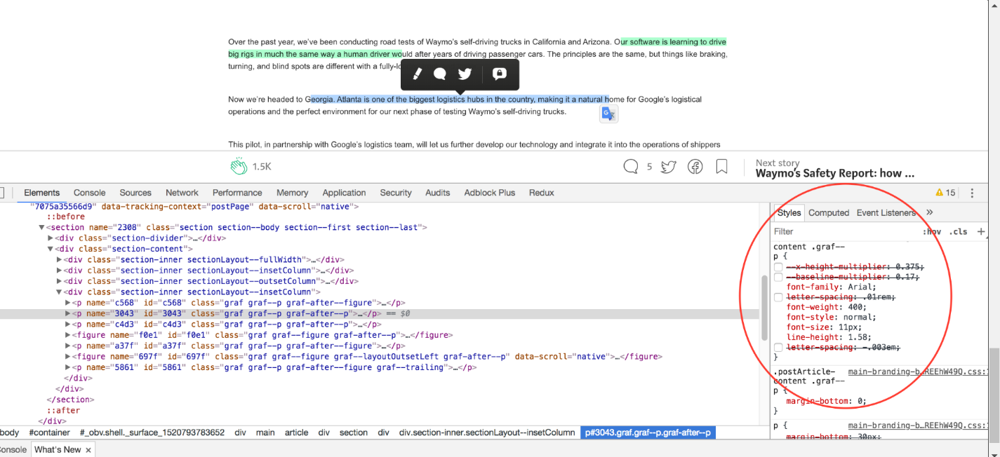 Over the past year, we've been conducting road tests of Waymo's self-driving trucks in California and Arizona. Our software is learning to drive
big rigs in much the same way a human driver would after years of driving passenger cars. The principles are the same, but things like braking,
turning, and blind spots are different with a fully-lo
Now we're headed to Georgia. Atlanta is one of the biggest logistics hubs in the country, making it a natural home for Google's logistical
operations and the perfect environment for our next phase of testing Waymo's self-driving trucks.
G
This pilot, in partnership with Google's logistics team, will let us further develop our technology and integrate it into the operations of shippers
1.5K
5
Next story
Waymo's Safety Report: how ...
Elements Console Sources Network Performance Memory Application Security Audits Adblock Plus Redux
15
"7075a35566d9" data-tracking-context="postPage" data-scroll="native">
::before
▼<section name="2308" class="section section--body section--first section--last">
▶<div class="section-divider">…</div>
▼<div class="section-content">
▶<div class="section-inner sectionLayout--fullWidth">…</div>
▶<div class="section-inner sectionLayout--insetColumn">…</div>
▶<div class="section-inner sectionLayout--outsetColumn">…</div>
▼<div class="section-inner sectionLayout--insetColumn">
▶<p name="c568" id="c568" class="graf graf--p graf-after--figure">…</p>
▶<p name="3043" id="3043" class="graf graf--p graf-after--p">…</p> == $0
▶<p name="c4d3" id="c4d3" class="graf graf--p graf-after--p">…</p>
▶<figure name="f0e1" id="f0e1" class="graf graf--figure graf-after--p">…</figure>
▶<p name="a37f" id="a37f" class="graf graf--p graf-after--figure">…</p>
▶<figure name="697f" id="697f" class="graf graf--figure graf--layoutOutsetLeft graf-after--p" data-scroll="native">…</figure>
▶<p name="5861" id="5861" class="graf graf--p graf-after--figure graf--trailing">…</p>
</div>
</div>
</section>
::after
</div>
body #container #_obv.shell._surface_1520793783652 div main article div section div div.section-inner.sectionLayout--insetColumn p#3043.graf.graf--p.graf-after--p
onsole What's New ×
Styles Computed Event Listeners »
Filter :hov .cls +
content .graf--
p {
--x-height-multiplier: 0.375;
--baseline-multiplier: 0.17;
font-family: Arial;
letter-spacing: .01rem;
font-weight: 400;
font-style: normal;
font-size: 11px;
line-height: 1.58;
letter-spacing: -.003em;
}
.postArticle- main-branding-b…REEhW49Q.css:1
content .graf--
p {
margin-bottom: 0;
}
p { main-branding-b…REEhW49Q.css:1
margin-bottom: 30px;